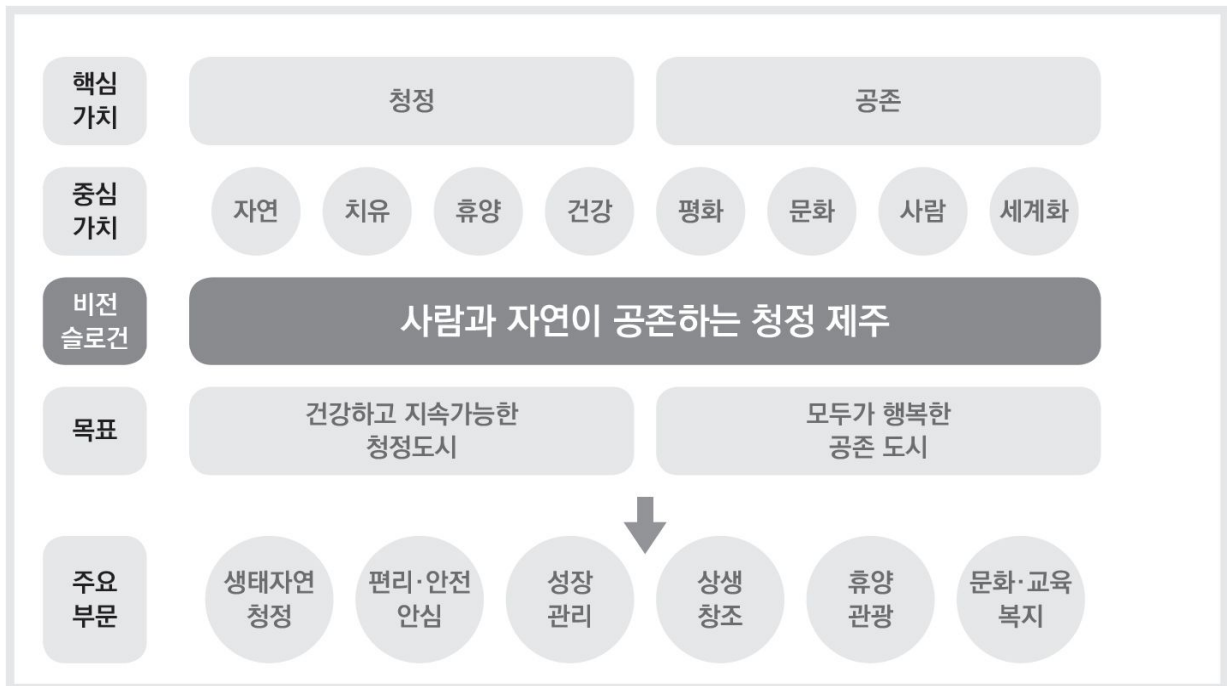 핵심
가치
청정
공존
중심
가치
자연
치유
휴양
건강
평화
문화
사람
세계화
비전
슬로건
사람과 자연이 공존하는 청정 제주
목표
건강하고 지속가능한
청정도시
모두가 행복한
공존 도시
주요
부문
생태자연
청정
편리·안전
안심
성장
관리
상생
창조
휴양
관광
문화·교육
복지